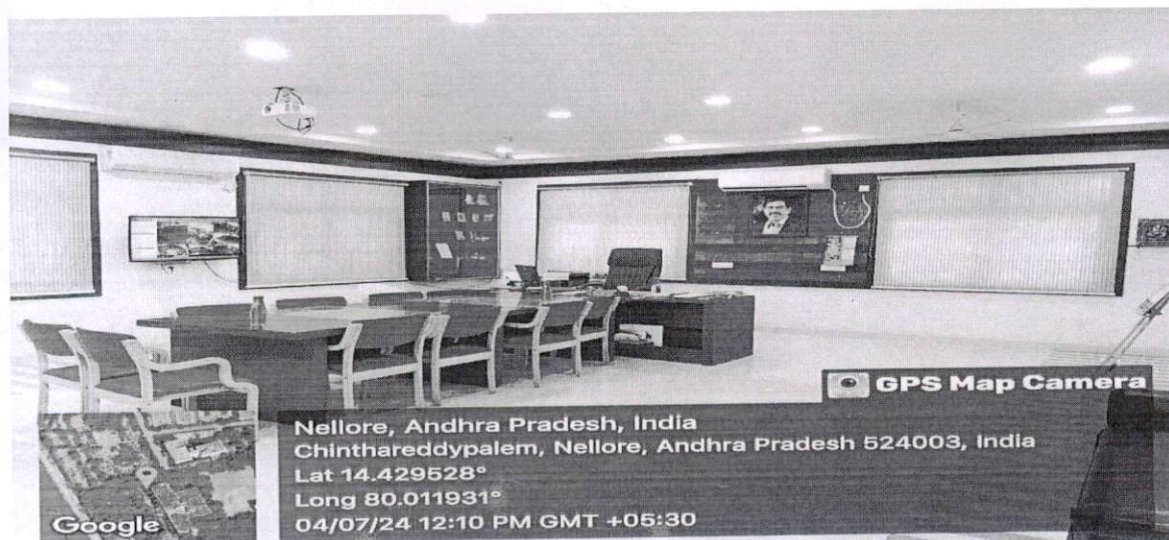 GPS Map Camera
Nellore, Andhra Pradesh, India
Chinthareddypalem, Nellore, Andhra Pradesh 524003, India
Lat 14.429528°
Long 80.011931°
04/07/24 12:10 PM GMT +05:30
Google